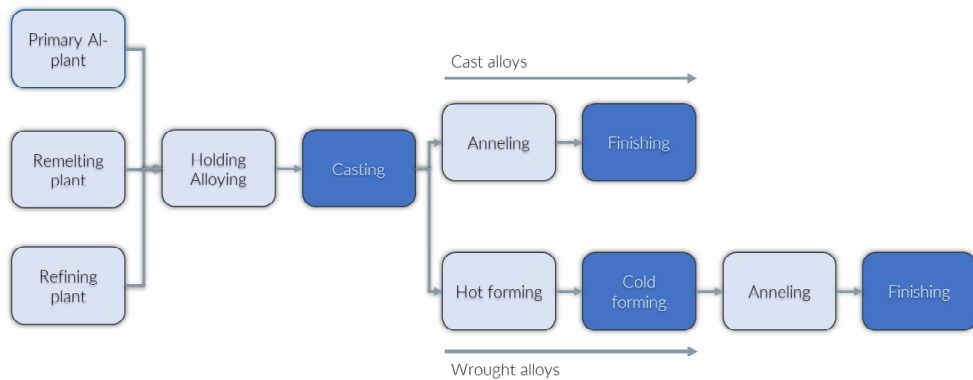 Primary Al-
plant
Cast alloys
Anneling
Finishing
Remelting
plant
Holding
Alloying
Casting
Refining
plant
Hot forming
Cold
forming
Anneling
Finishing
Wrought alloys